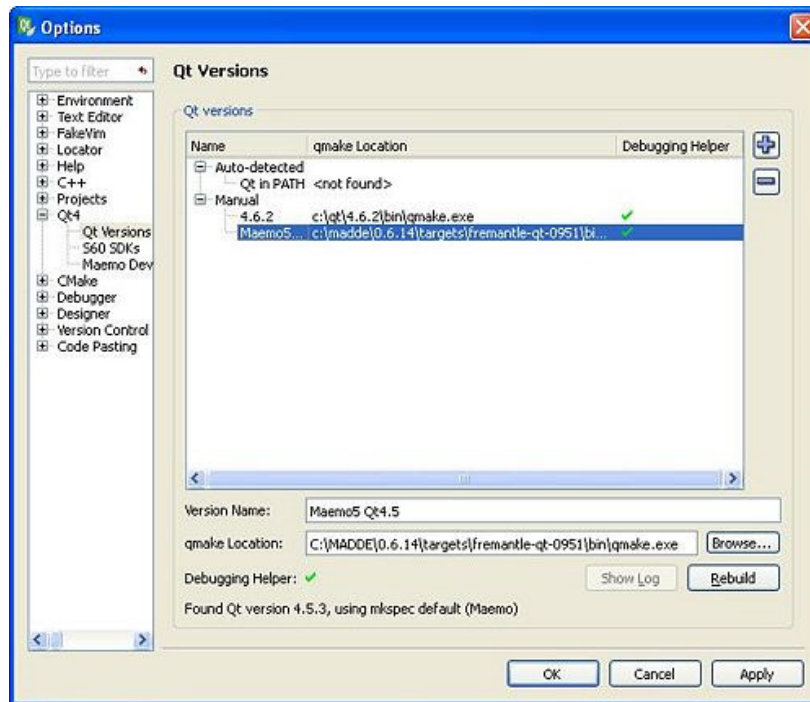 Options
Type to filter
Qt Versions
Environment
Text Editor
FakeVim
Locator
Help
C++
Projects
Qt4
Qt Versions
S60 SDKs
Maemo Dev
CMake
Debugger
Designer
Version Control
Code Pasting
Qt versions
Name qmake Location Debugging Helper
Auto-detected
Qt in PATH <not found>
Manual
4.6.2 c:\qt\4.6.2\bin\qmake.exe
Maemo5... c:\madde\0.6.14\targets\fremantle-qt-0951\bi...
Version Name: Maemo5 Qt4.5
qmake Location: C:\MADDE\0.6.14\targets\fremantle-qt-0951\bin\qmake.exe Browse...
Debugging Helper: Show Log Rebuild
Found Qt version 4.5.3, using mkspec default (Maemo)
OK Cancel Apply